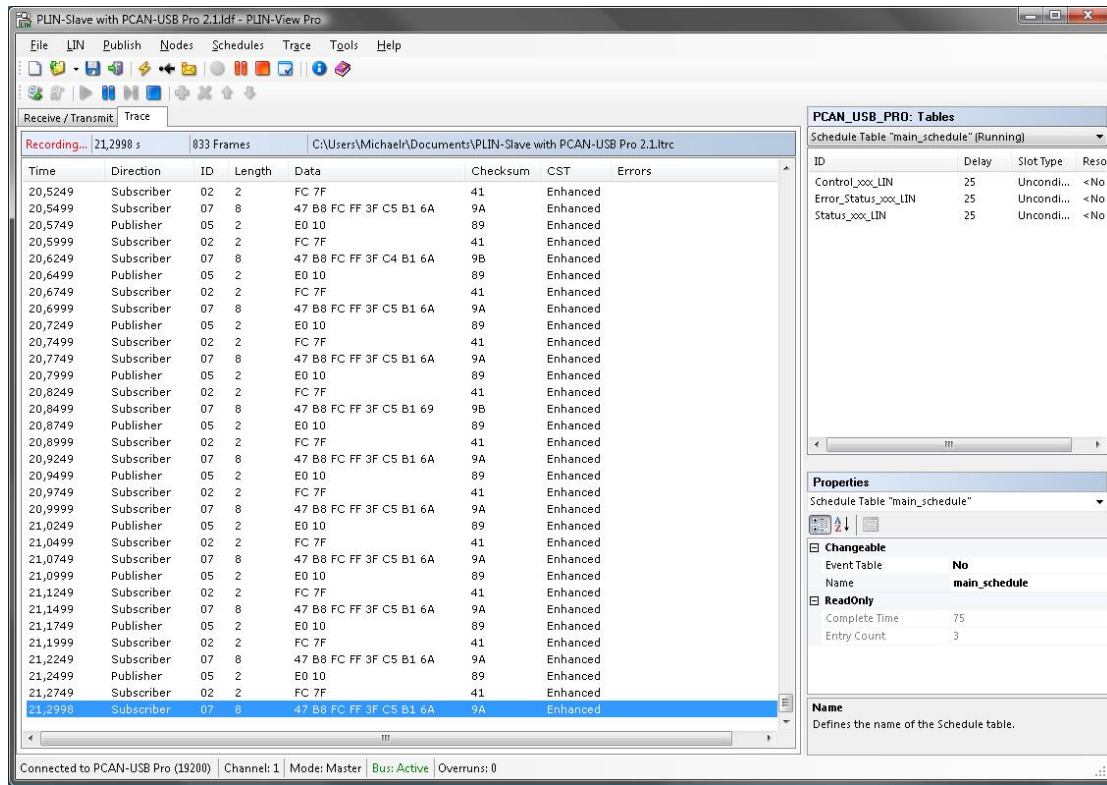 PLIN-Slave with PCAN-USB Pro 2.1.ldf - PLIN-View Pro
File LIN Publish Nodes Schedules Trace Tools Help
Receive / Transmit Trace
Recording... 21,2998 s 833 Frames C:\Users\Michaelr\Documents\PLIN-Slave with PCAN-USB Pro 2.1.ltrc
Time Direction ID Length Data Checksum CST Errors
20,5249 Subscriber 02 2 FC 7F 41 Enhanced
20,5499 Subscriber 07 8 47 B8 FC FF 3F C5 B1 6A 9A Enhanced
20,5749 Publisher 05 2 E0 10 89 Enhanced
20,5999 Subscriber 02 2 FC 7F 41 Enhanced
20,6249 Subscriber 07 8 47 B8 FC FF 3F C4 B1 6A 9B Enhanced
20,6499 Publisher 05 2 E0 10 89 Enhanced
20,6749 Subscriber 02 2 FC 7F 41 Enhanced
20,6999 Subscriber 07 8 47 B8 FC FF 3F C5 B1 6A 9A Enhanced
20,7249 Publisher 05 2 E0 10 89 Enhanced
20,7499 Subscriber 02 2 FC 7F 41 Enhanced
20,7749 Subscriber 07 8 47 B8 FC FF 3F C5 B1 6A 9A Enhanced
20,7999 Publisher 05 2 E0 10 89 Enhanced
20,8249 Subscriber 02 2 FC 7F 41 Enhanced
20,8499 Subscriber 07 8 47 B8 FC FF 3F C5 B1 69 9B Enhanced
20,8749 Publisher 05 2 E0 10 89 Enhanced
20,8999 Subscriber 02 2 FC 7F 41 Enhanced
20,9249 Subscriber 07 8 47 B8 FC FF 3F C5 B1 6A 9A Enhanced
20,9499 Publisher 05 2 E0 10 89 Enhanced
20,9749 Subscriber 02 2 FC 7F 41 Enhanced
20,9999 Subscriber 07 8 47 B8 FC FF 3F C5 B1 6A 9A Enhanced
21,0249 Publisher 05 2 E0 10 89 Enhanced
21,0499 Subscriber 02 2 FC 7F 41 Enhanced
21,0749 Subscriber 07 8 47 B8 FC FF 3F C5 B1 6A 9A Enhanced
21,0999 Publisher 05 2 E0 10 89 Enhanced
21,1249 Subscriber 02 2 FC 7F 41 Enhanced
21,1499 Subscriber 07 8 47 B8 FC FF 3F C5 B1 6A 9A Enhanced
21,1749 Publisher 05 2 E0 10 89 Enhanced
21,1999 Subscriber 02 2 FC 7F 41 Enhanced
21,2249 Subscriber 07 8 47 B8 FC FF 3F C5 B1 6A 9A Enhanced
21,2499 Publisher 05 2 E0 10 89 Enhanced
21,2749 Subscriber 02 2 FC 7F 41 Enhanced
21,2998 Subscriber 07 8 47 B8 FC FF 3F C5 B1 6A 9A Enhanced
PCAN_USB_PRO: Tables
Schedule Table "main_schedule" (Running)
ID Delay Slot Type Reso
Control_xxx_LIN 25 Uncondi... <No
Error_Status_xxx_LIN 25 Uncondi... <No
Status_xxx_LIN 25 Uncondi... <No
Properties
Schedule Table "main_schedule"
Changeable
Event Table No
Name main_schedule
ReadOnly
Complete Time 75
Entry Count 3
Name
Defines the name of the Schedule table.
Connected to PCAN-USB Pro (19200) Channel: 1 Mode: Master Bus: Active Overruns: 0